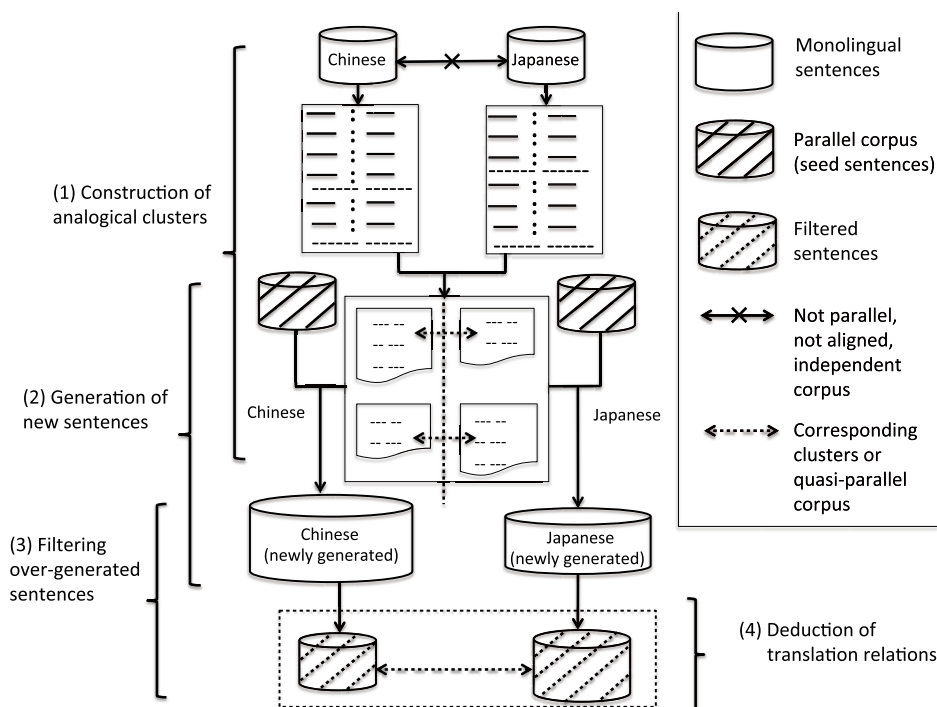 Chinese
Japanese
(1) Construction of
analogical clusters
(2) Generation of
new sentences
Chinese
Japanese
(3) Filtering
over-generated
sentences
Chinese
(newly generated)
Japanese
(newly generated)
(4) Deduction of
translation relations
Monolingual
sentences
Parallel corpus
(seed sentences)
Filtered
sentences
Not parallel,
not aligned,
independent
corpus
Corresponding
clusters or
quasi-parallel
corpus